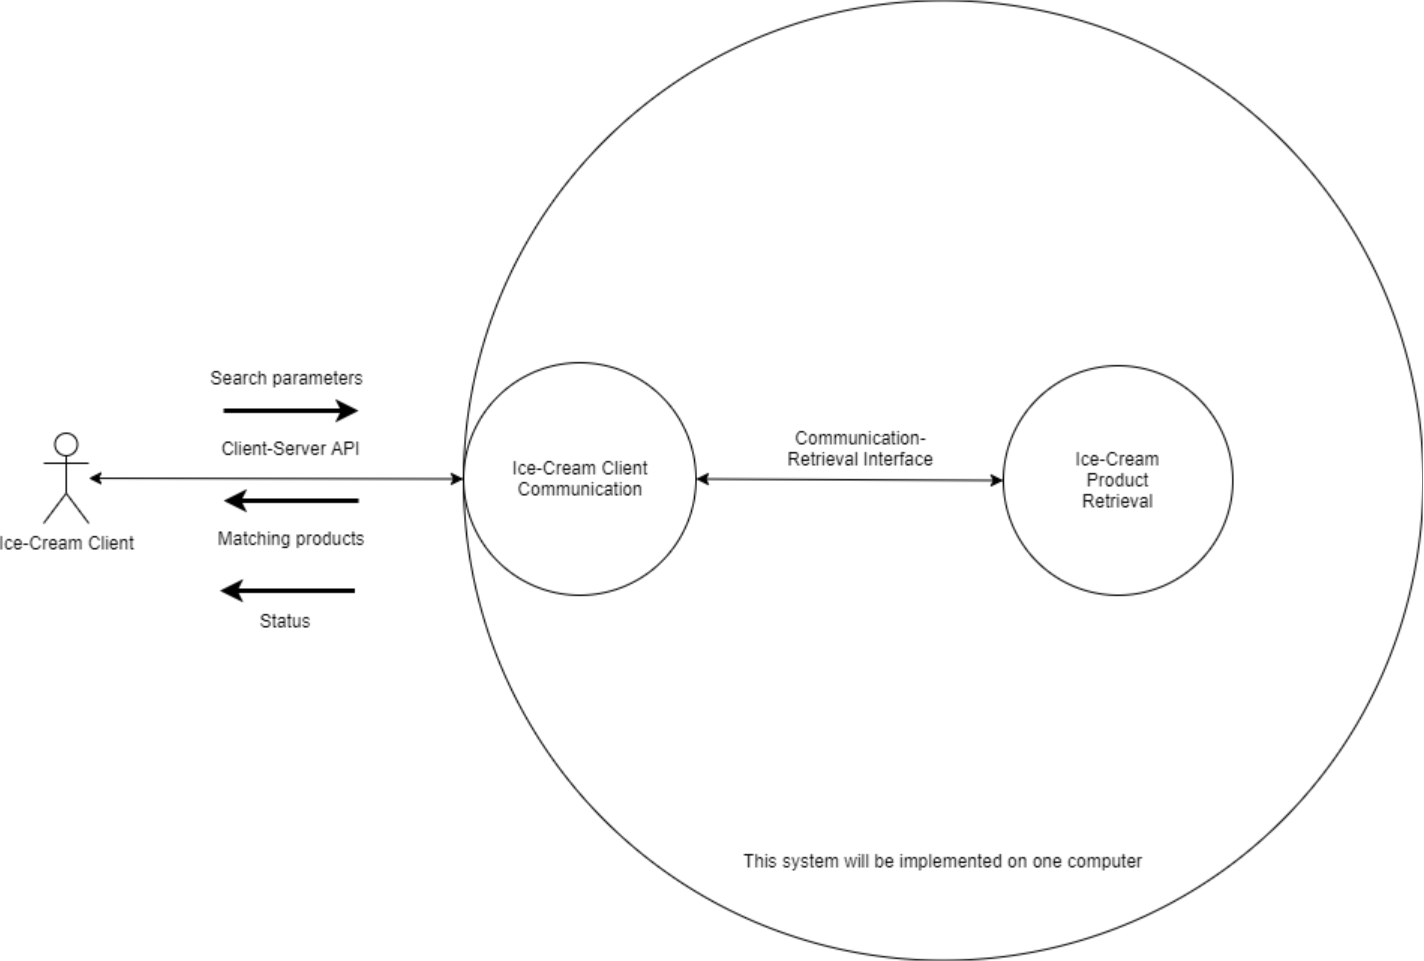 Search parameters
Client-Server API
Ice-Cream Client
Matching products
Status
Ice-Cream Client
Communication
Communication-
Retrieval Interface
Ice-Cream
Product
Retrieval
This system will be implemented on one computer